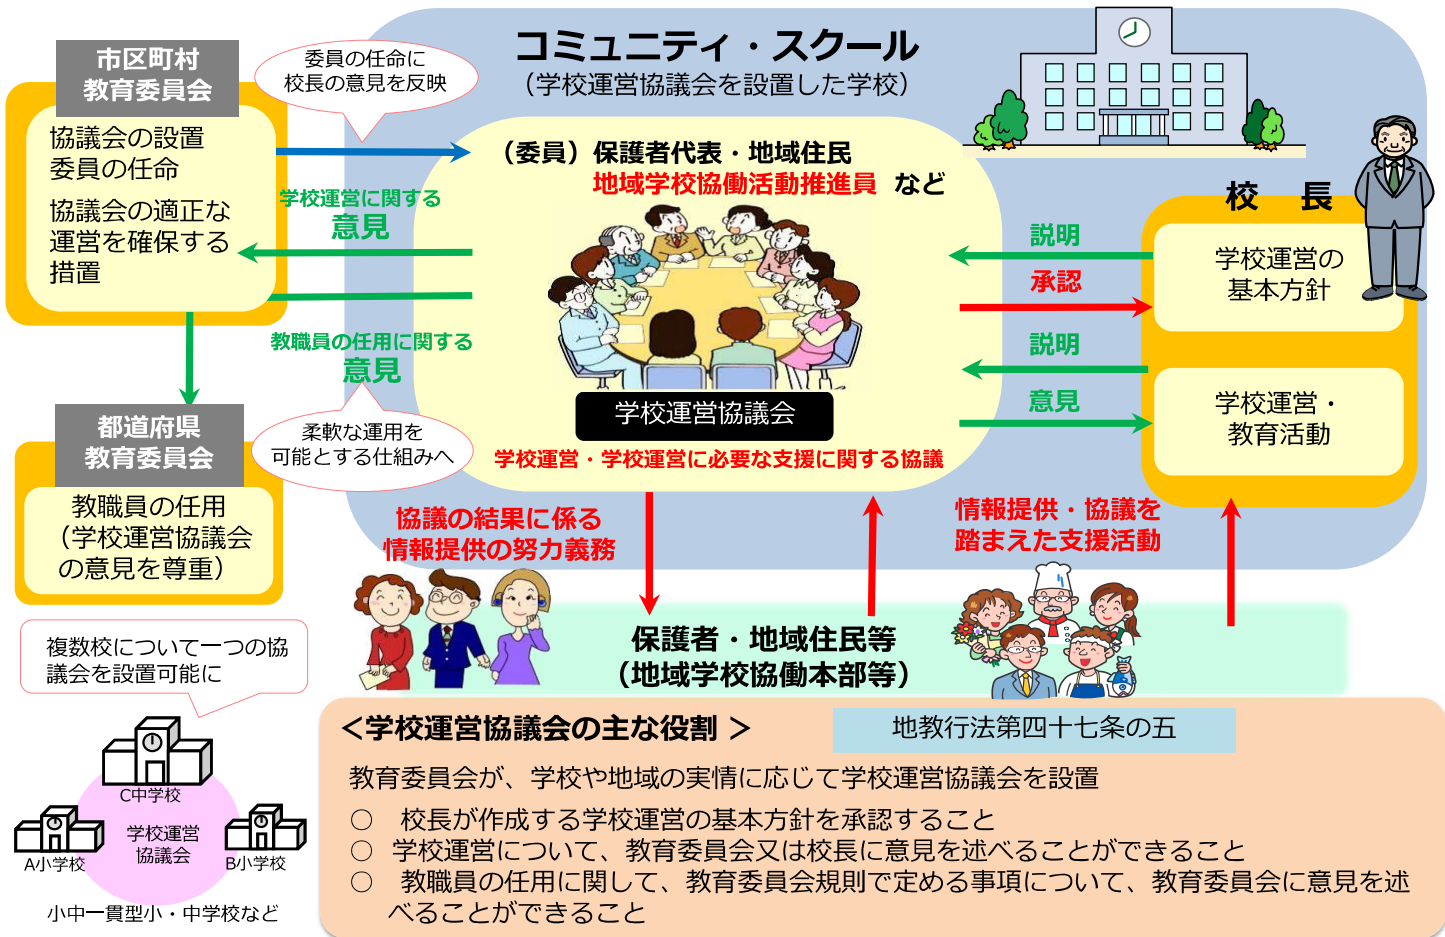 コミュニティ・スクール
（学校運営協議会を設置した学校）
市区町村
教育委員会
協議会の設置
委員の任命
協議会の適正な
運営を確保する
措置
委員の任命に
校長の意見を反映
学校運営に関する
意見
教職員の任用に関する
意見
柔軟な運用を
可能とする仕組みへ
都道府県
教育委員会
教職員の任用
（学校運営協議会
の意見を尊重）
（委員）保護者代表・地域住民
地域学校協働活動推進員 など
学校運営協議会
学校運営・学校運営に必要な支援に関する協議
校 長
説明
承認
学校運営の
基本方針
説明
意見
学校運営・
教育活動
協議の結果に係る
情報提供の努力義務
情報提供・協議を
踏まえた支援活動
保護者・地域住民等
（地域学校協働本部等）
複数校について一つの協
議会を設置可能に
C中学校
学校運営
協議会
A小学校
B小学校
小中一貫型小・中学校など
＜学校運営協議会の主な役割 ＞
地教行法第四十七条の五
教育委員会が、学校や地域の実情に応じて学校運営協議会を設置
○ 校長が作成する学校運営の基本方針を承認すること
○ 学校運営について、教育委員会又は校長に意見を述べることができること
○ 教職員の任用に関して、教育委員会規則で定める事項について、教育委員会に意見を述
べることができること